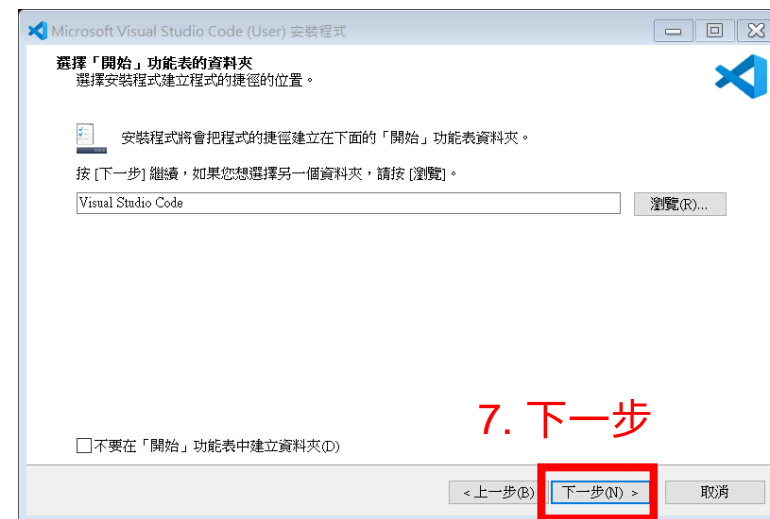 Microsoft Visual Studio Code (User) 安裝程式
選擇「開始」功能表的資料夾
選擇安裝程式建立程式的捷徑的位置。
安裝程式將會把程式的捷徑建立在下面的「開始」功能表資料夾。
按 [下一步] 繼續，如果您想選擇另一個資料夾，請按 [瀏覽]。
Visual Studio Code
瀏覽(R)...
7. 下一步
不要在「開始」功能表中建立資料夾(D)
< 上一步(B)
下一步(N) >
取消